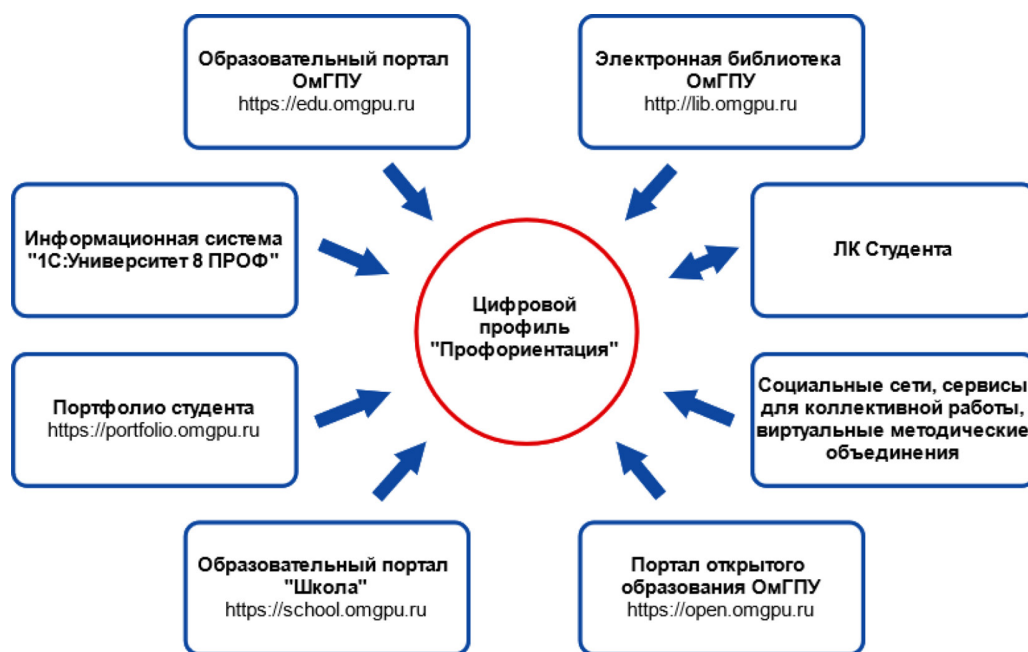 Образовательный портал
ОмГПУ
https://edu.omgpu.ru
Электронная библиотека
ОмГПУ
http://lib.omgpu.ru
Информационная система
"1С:Университет 8 ПРОФ"
ЛК Студента
Цифровой
профиль
"Профориентация"
Портфолио студента
https://portfolio.omgpu.ru
Социальные сети, сервисы
для коллективной работы,
виртуальные методические
объединения
Образовательный портал
"Школа"
https://school.omgpu.ru
Портал открытого
образования ОмГПУ
https://open.omgpu.ru